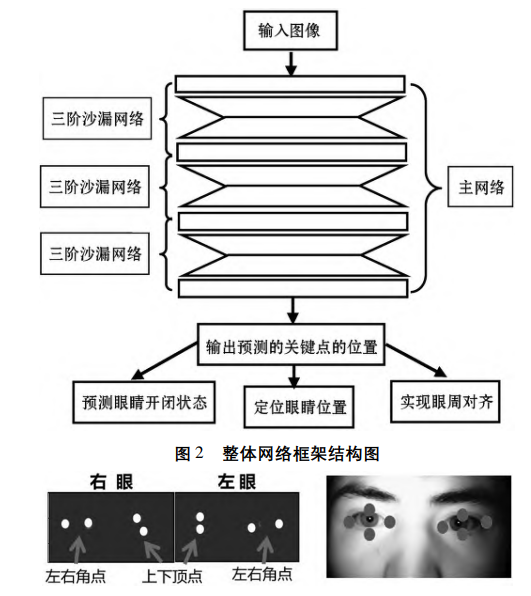 输入图像
三阶沙漏网络
三阶沙漏网络
主网络
三阶沙漏网络
输出预测的关键点的位置
预测眼睛开闭状态
定位眼睛位置
实现眼周对齐
图2 整体网络框架结构图
右 眼
左 眼
左右角点
上下顶点
左右角点